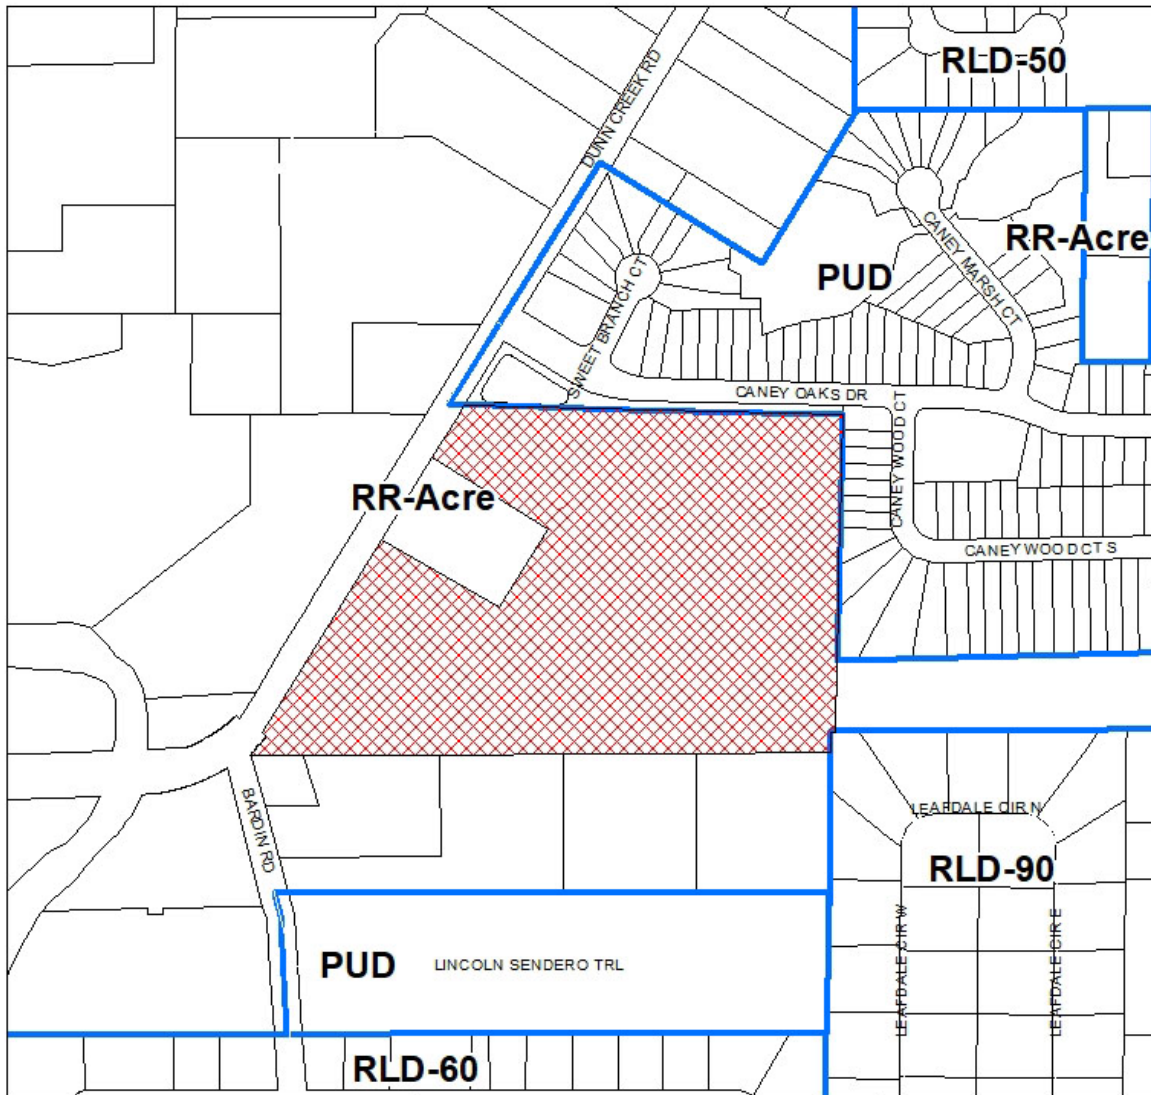 RLD-50
DUNN CREEK RD
CANEY MARSH CT
RR-Acre
PUD
SWEET BRANCH CT
CANEY OAKS DR
CANEY WOOD CT
RR-Acre
CANEY WOOD CT S
BARDIN RD
LEAFDALE CIR N
RLD-90
LEAFDALE CIR W
LEAFDALE CIR E
PUD
LINCOLN SENDERO TRL
RLD-60